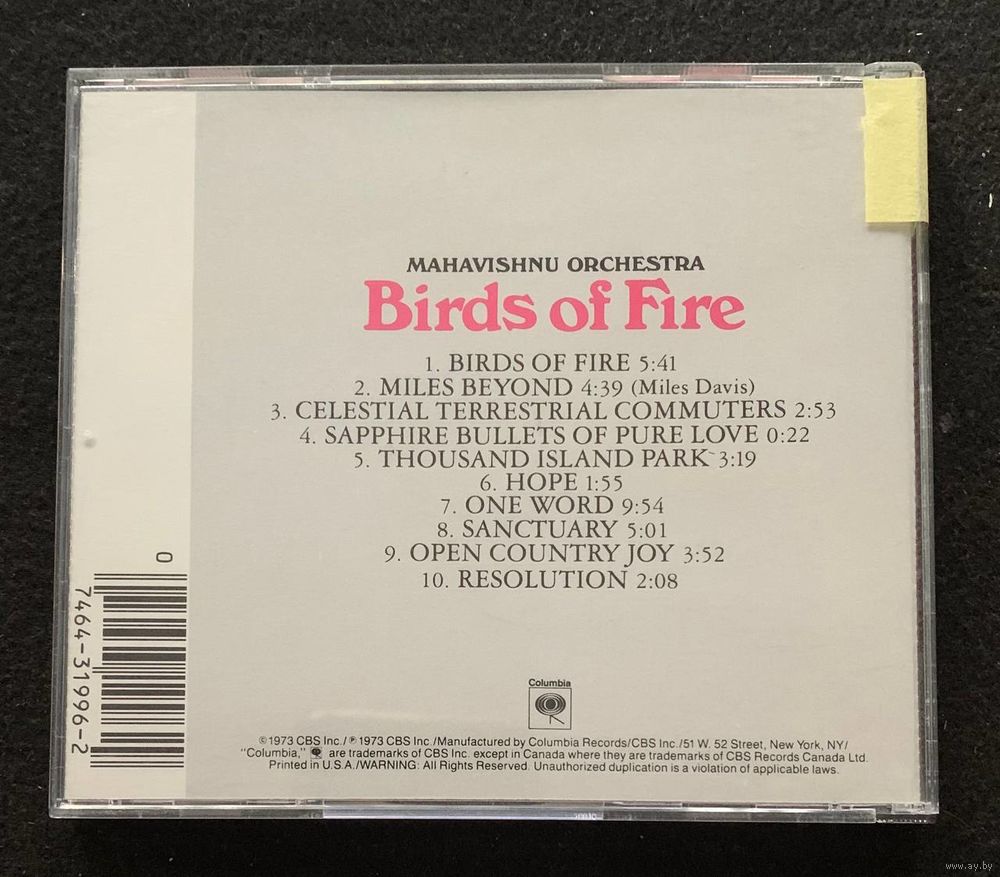 MAHAVISHNU ORCHESTRA
Birds of Fire
1. BIRDS OF FIRE 5:41
2. MILES BEYOND 4:39 (Miles Davis)
3. CELESTIAL TERRESTRIAL COMMUTERS 2:53
4. SAPPHIRE BULLETS OF PURE LOVE 0:22
5. THOUSAND ISLAND PARK 3:19
6. HOPE 1:55
7. ONE WORD 9:54
8. SANCTUARY 5:01
9. OPEN COUNTRY JOY 3:52
10. RESOLUTION 2:08
0
7464-31996-2
Columbia
©1973 CBS Inc./℗1973 CBS Inc./Manufactured by Columbia Records/CBS Inc./51 W. 52 Street, New York, NY/
"Columbia," are trademarks of CBS Inc. except in Canada where they are trademarks of CBS Records Canada Ltd.
Printed in U.S.A./WARNING: All Rights Reserved. Unauthorized duplication is a violation of applicable laws.
www.ay.by